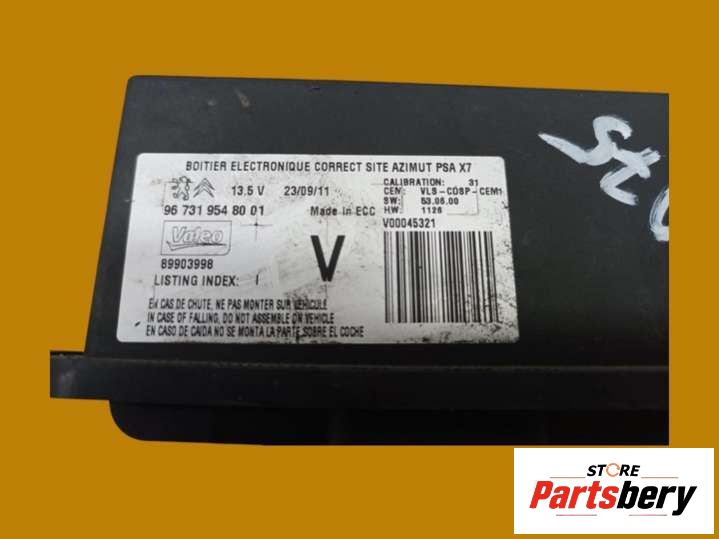 BOITIER ELECTRONIQUE CORRECT SITE AZIMUT PSA X7
13.5 V 23/09/11
CALIBRATION: 31
CEN: VLS-C08P-CEM1
SW: 53.06.00
HW: 1126
96 731 954 80 01 Made in ECC
V00045321
Valeo
89903998
V
LISTING INDEX: I
EN CAS DE CHUTE, NE PAS MONTER SUR VEHICULE
IN CASE OF FALLING, DO NOT ASSEMBLE ON VEHICLE
EN CASO DE CAIDA NO SE MONTA LA PARTE SOBRE EL COCHE
STORE
Partsbery